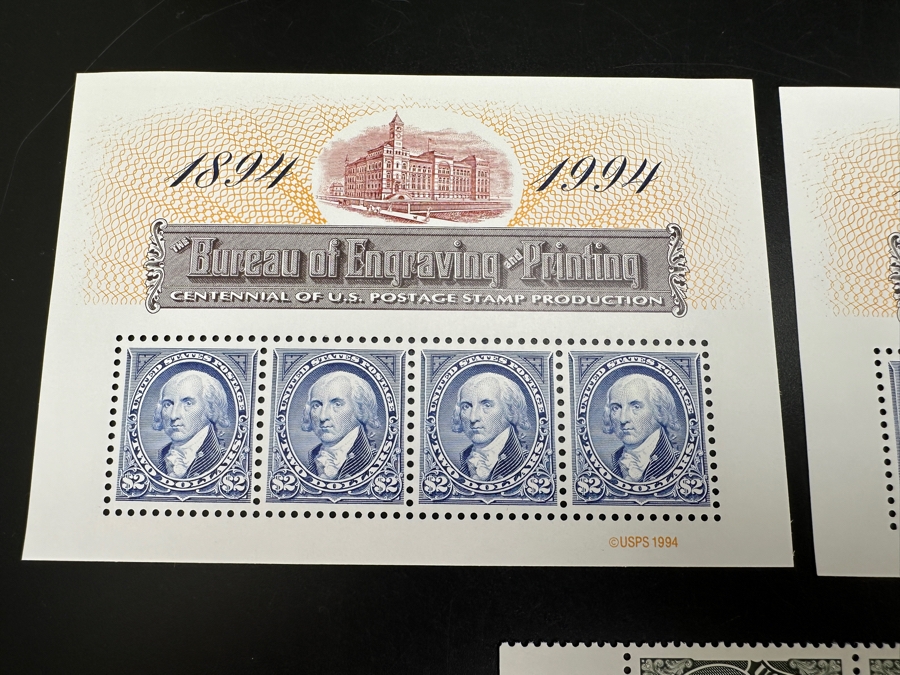 1894 1994
THE Bureau of Engraving and Printing
CENTENNIAL OF U.S. POSTAGE STAMP PRODUCTION
UNITED STATES POSTAGE UNITED STATES POSTAGE UNITED STATES POSTAGE UNITED STATES POSTAGE
$2 TWO DOLLARS $2 $2 TWO DOLLARS $2 $2 TWO DOLLARS $2 $2 TWO DOLLARS $2
©USPS 1994